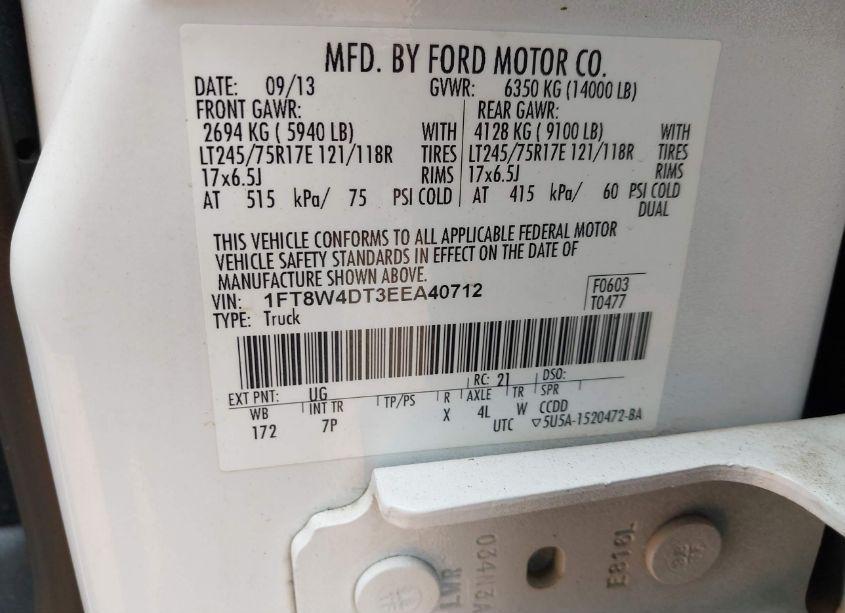 MFD. BY FORD MOTOR CO.
DATE: 09/13 GVWR: 6350 KG (14000 LB)
FRONT GAWR: REAR GAWR:
2694 KG ( 5940 LB) WITH 4128 KG ( 9100 LB) WITH
LT245/75R17E 121/118R TIRES LT245/75R17E 121/118R TIRES
17x6.5J RIMS 17x6.5J RIMS
AT 515 kPa/ 75 PSI COLD AT 415 kPa/ 60 PSI COLD
DUAL
THIS VEHICLE CONFORMS TO ALL APPLICABLE FEDERAL MOTOR
VEHICLE SAFETY STANDARDS IN EFFECT ON THE DATE OF
MANUFACTURE SHOWN ABOVE.
VIN: 1FT8W4DT3EEA40712 F0603
TYPE: Truck T0477
EXT PNT: UG RC: 21 DSO:
WB INT TR TP/PS R AXLE TR SPR
172 7P X 4L W CCDD
UTC ▽5U5A-1520472-BA
LVR
E816L